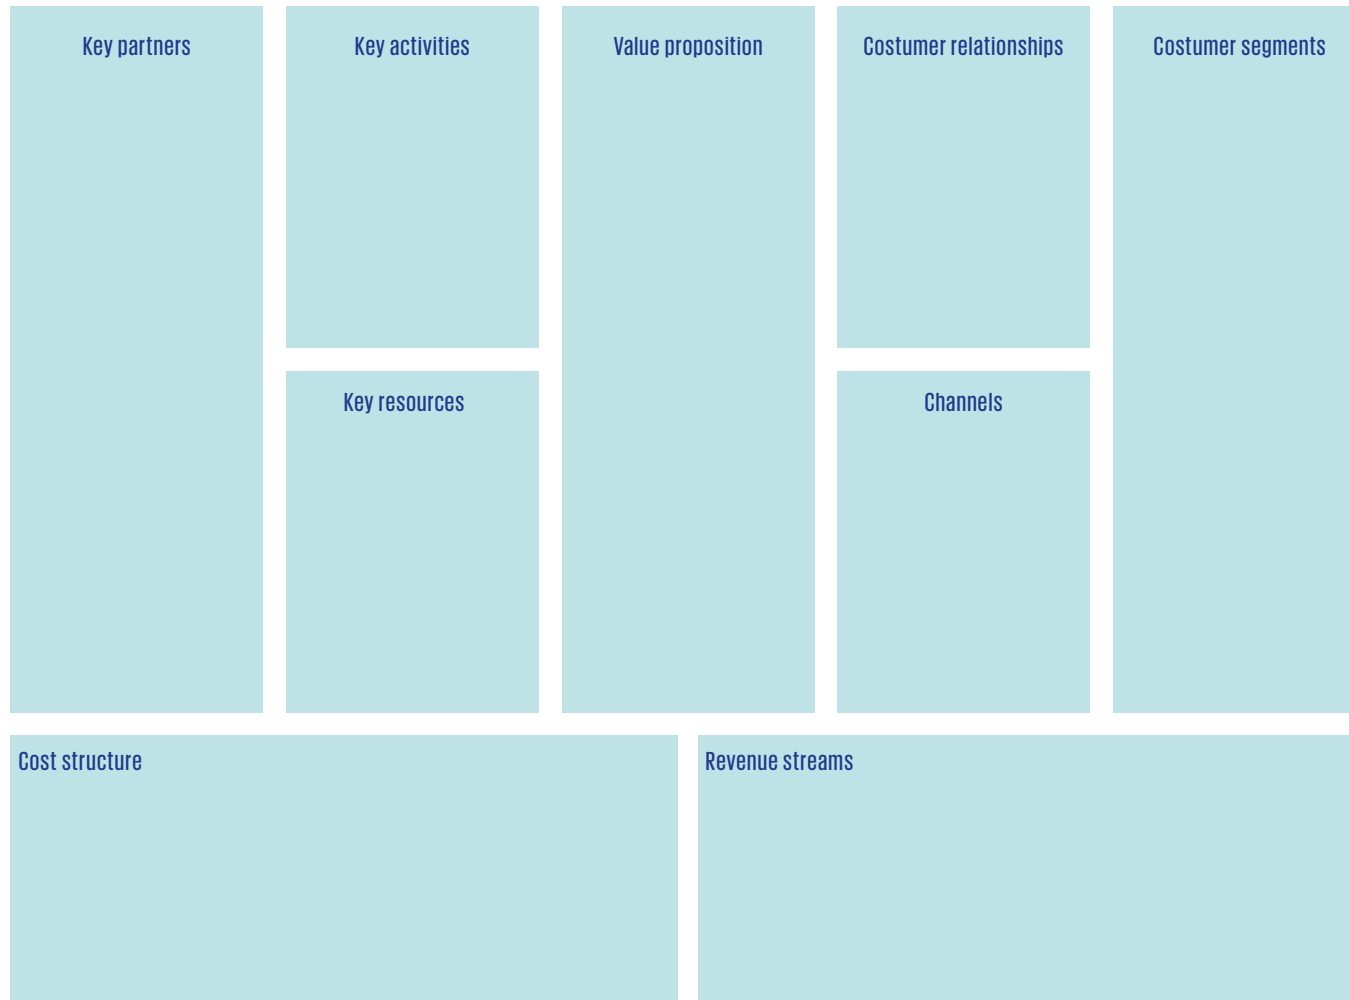 Key partners
Key activities
Value proposition
Costumer relationships
Costumer segments
Key resources
Channels
Cost structure
Revenue streams